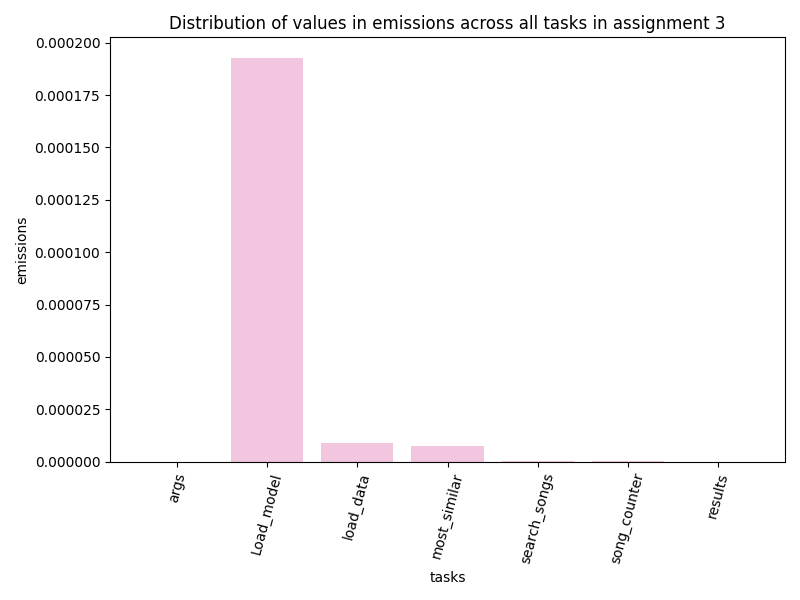 Distribution of values in emissions across all tasks in assignment 3
0.000200
0.000175
0.000150
0.000125
0.000100
0.000075
0.000050
0.000025
0.000000
emissions
args
Load_model
load_data
most_similar
search_songs
song_counter
results
tasks